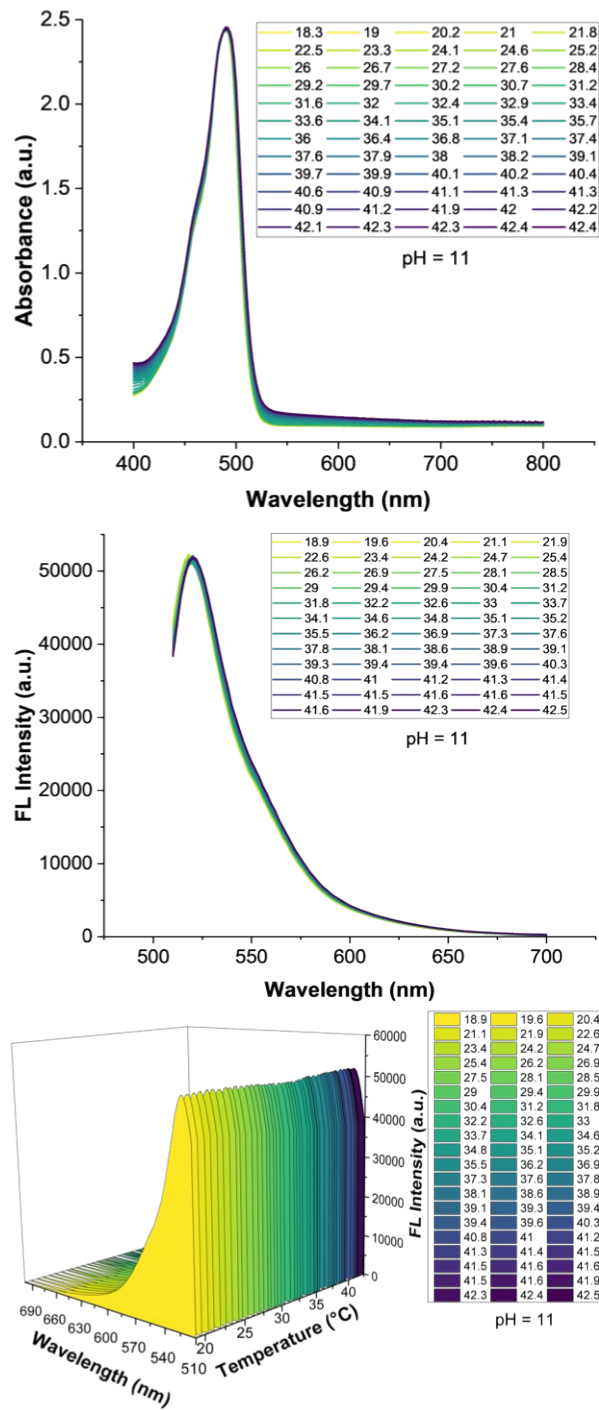 2.5
2.0
1.5
1.0
0.5
0.0
Absorbance (a.u.)
18.3 19 20.2 21 21.8
22.5 23.3 24.1 24.6 25.2
26 26.7 27.2 27.6 28.4
29.2 29.7 30.2 30.7 31.2
31.6 32 32.4 32.9 33.4
33.6 34.1 35.1 35.4 35.7
36 36.4 36.8 37.1 37.4
37.6 37.9 38 38.2 39.1
39.7 39.9 40.1 40.2 40.4
40.6 40.9 41.1 41.3 41.3
40.9 41.2 41.9 42 42.2
42.1 42.3 42.3 42.4 42.4
pH = 11
400 500 600 700 800
Wavelength (nm)
50000
40000
30000
20000
10000
0
FL Intensity (a.u.)
18.9 19.6 20.4 21.1 21.9
22.6 23.4 24.2 24.7 25.4
26.2 26.9 27.5 28.1 28.5
29 29.4 29.9 30.4 31.2
31.8 32.2 32.6 33 33.7
34.1 34.6 34.8 35.1 35.2
35.5 36.2 36.9 37.3 37.6
37.8 38.1 38.6 38.9 39.1
39.3 39.4 39.4 39.6 40.3
40.8 41 41.2 41.3 41.4
41.5 41.5 41.6 41.6 41.5
41.6 41.9 42.3 42.4 42.5
pH = 11
500 550 600 650 700
Wavelength (nm)
60000
50000
40000
30000
20000
10000
0
FL Intensity (a.u.)
690 660 630 600 570 540 510
Wavelength (nm)
20 25 30 35 40
Temperature (°C)
18.9 19.6 20.4
21.1 21.9 22.6
23.4 24.2 24.7
25.4 26.2 26.9
27.5 28.1 28.5
29 29.4 29.9
30.4 31.2 31.8
32.2 32.6 33
33.7 34.1 34.6
34.8 35.1 35.2
35.5 36.2 36.9
37.3 37.6 37.8
38.1 38.6 38.9
39.1 39.3 39.4
39.4 39.6 40.3
40.8 41 41.2
41.3 41.4 41.5
41.5 41.6 41.6
41.5 41.6 41.9
42.3 42.4 42.5
pH = 11